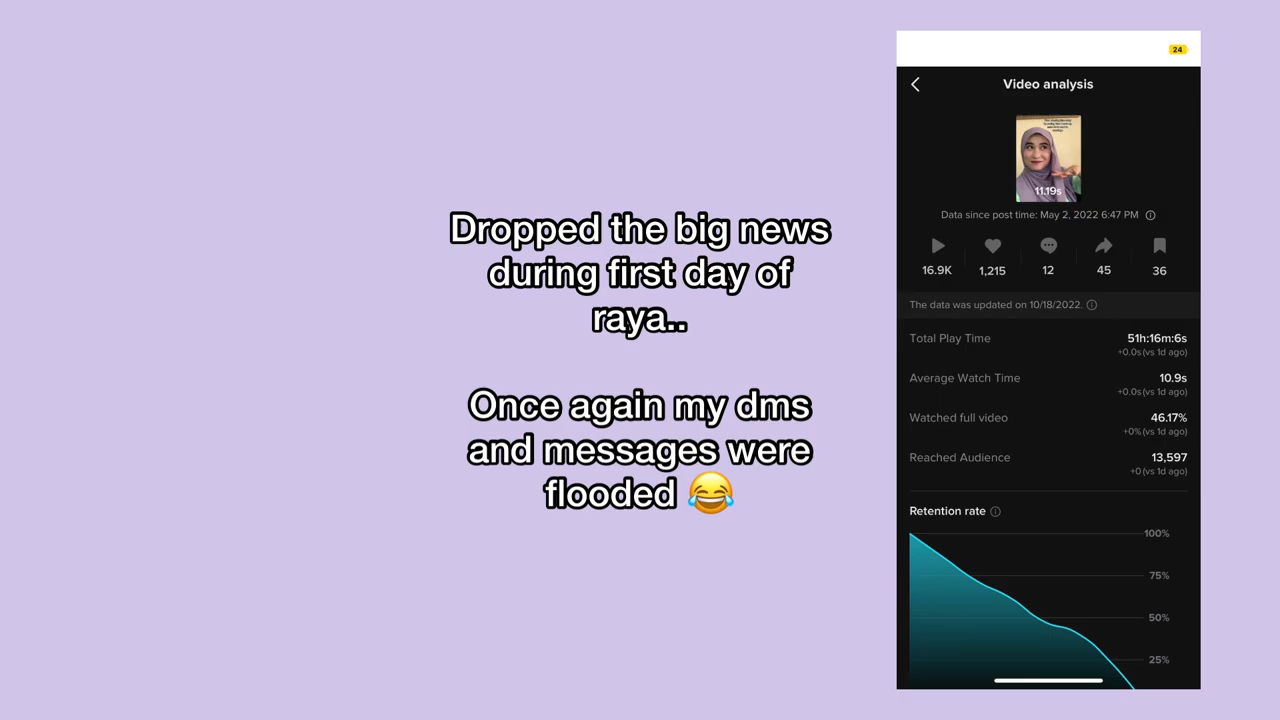 Dropped the big news
during first day of
raya..
Once again my dms
and messages were
flooded 😂
24
Video analysis
11.19s
Data since post time: May 2, 2022 6:47 PM
16.9K 1,215 12 45 36
The data was updated on 10/18/2022.
Total Play Time 51h:16m:6s
+0.0s(vs 1d ago)
Average Watch Time 10.9s
+0.0s(vs 1d ago)
Watched full video 46.17%
+0%(vs 1d ago)
Reached Audience 13,597
+0(vs 1d ago)
Retention rate
100%
75%
50%
25%